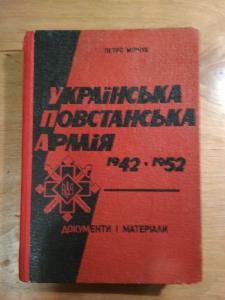 ПЕТРО МІРЧУК
УКРАЇНСЬКА
ПОВСТАНСЬКА
АРМІЯ
1942-1952
ДОКУМЕНТИ І МАТЕРІАЛИ